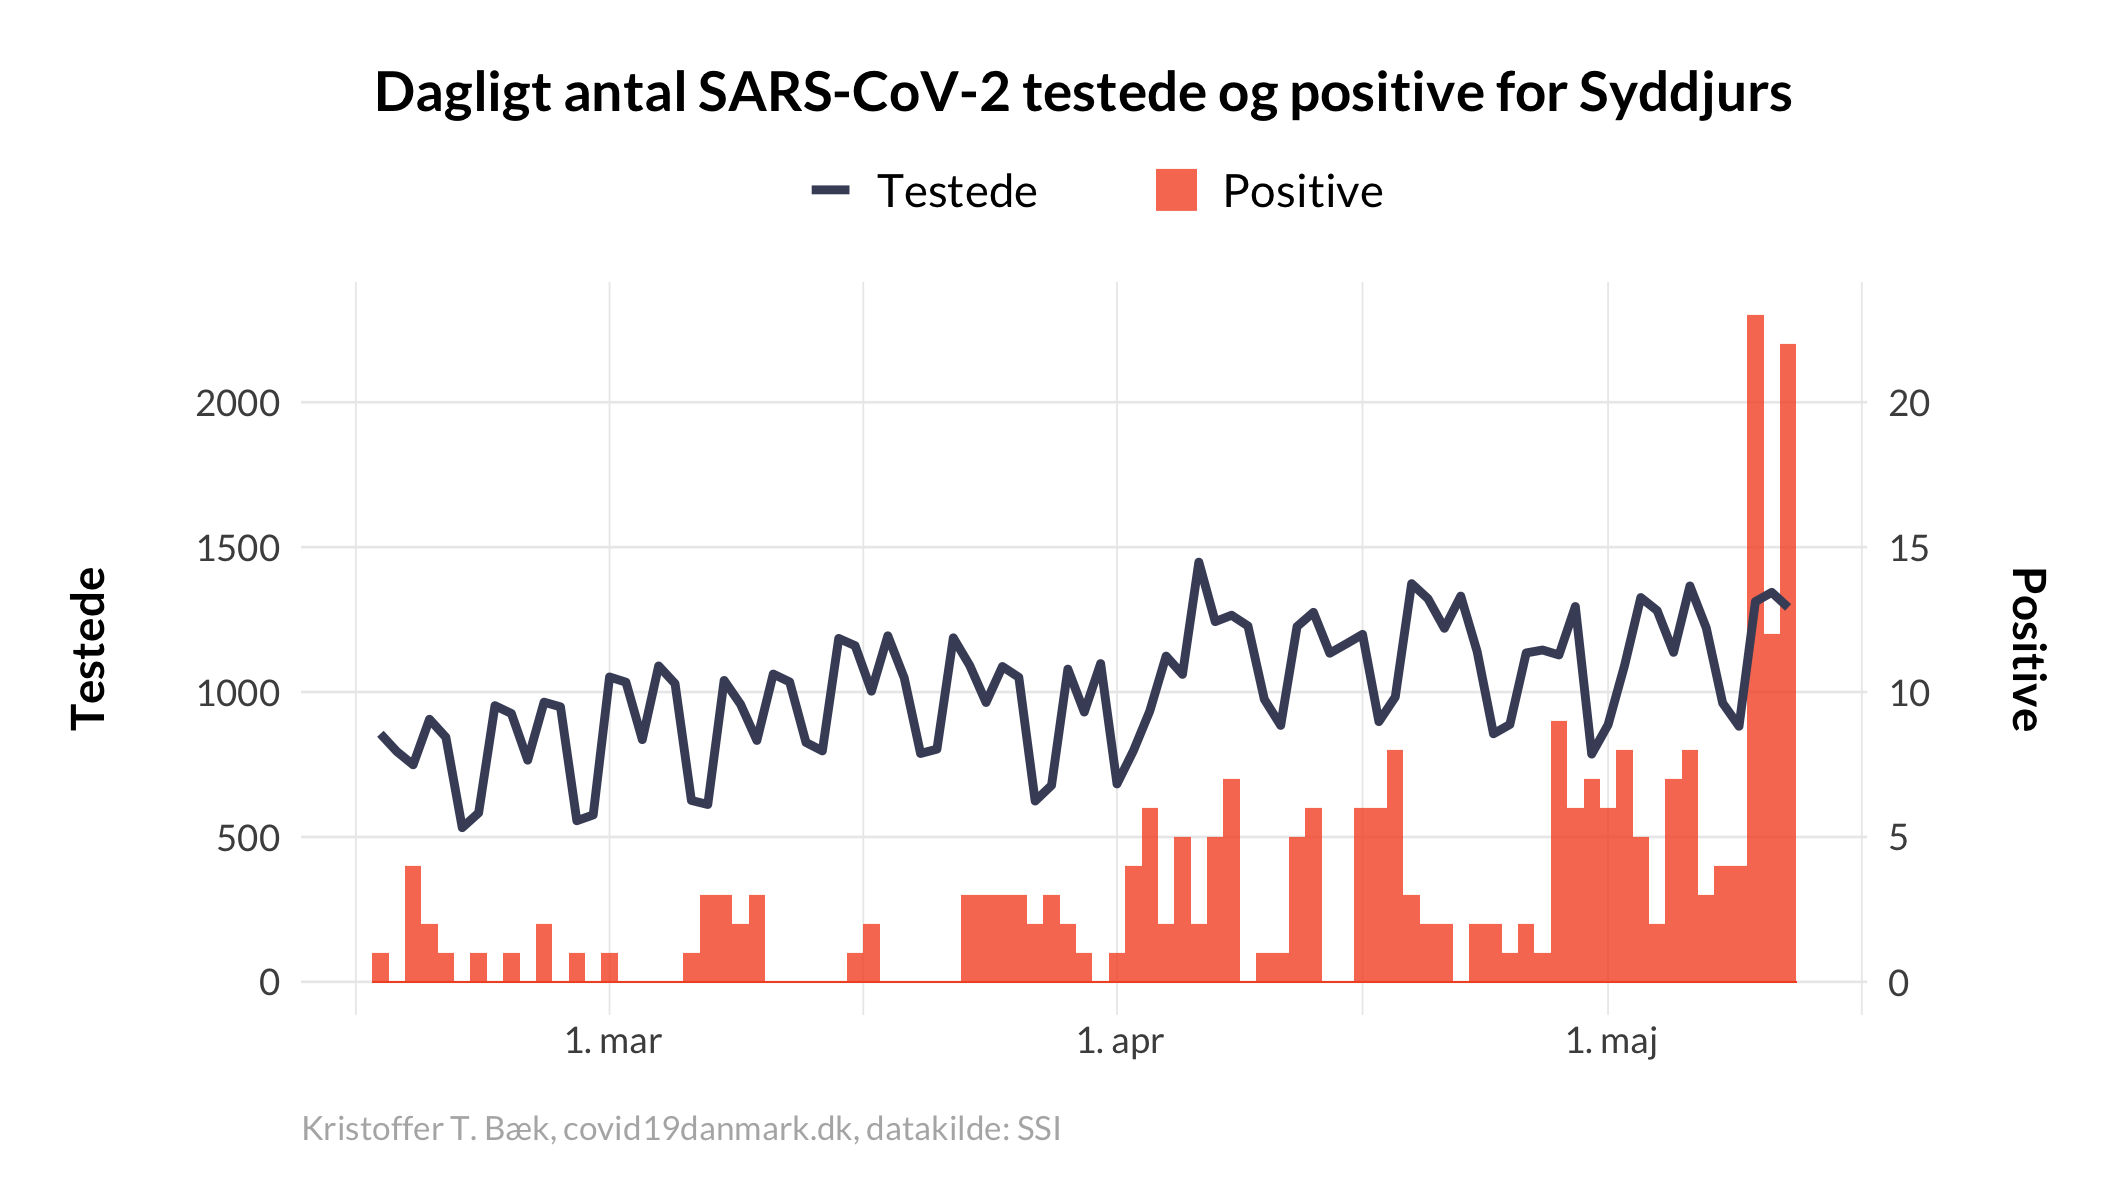 Dagligt antal SARS-CoV-2 testede og positive for Syddjurs
Testede Positive
2000 20
1500 15
1000 10
500 5
0 0
Testede
Positive
1. mar 1. apr 1. maj
Kristoffer T. Bæk, covid19danmark.dk, datakilde: SSI